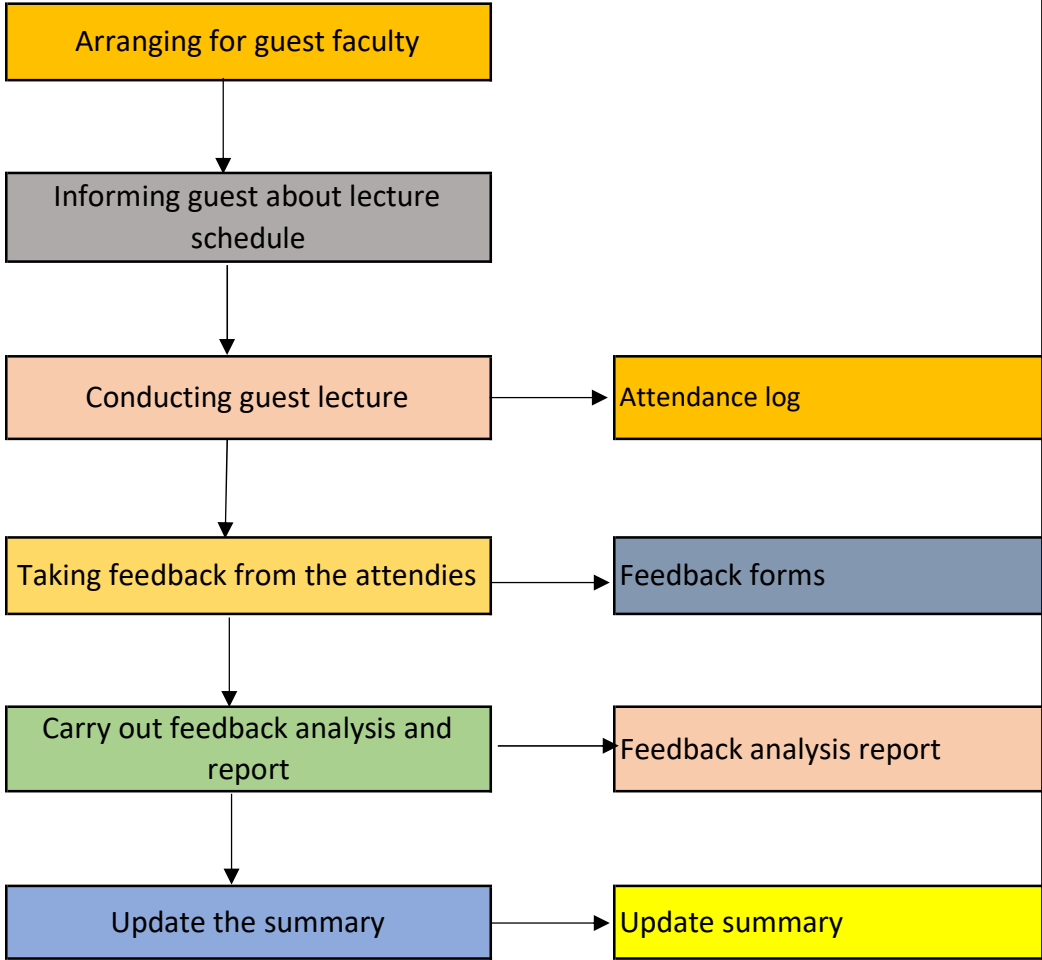 Arranging for guest faculty
Informing guest about lecture
schedule
Conducting guest lecture
Attendance log
Taking feedback from the attendies
Feedback forms
Carry out feedback analysis and
report
Feedback analysis report
Update the summary
Update summary